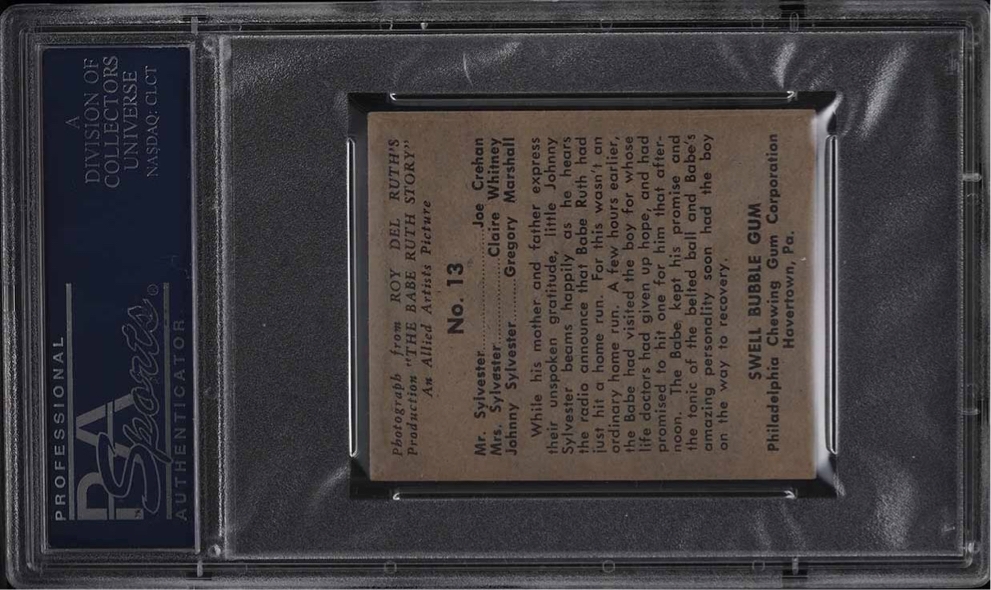 A
DIVISION OF
COLLECTORS
UNIVERSE
NASDAQ: CLCT
PROFESSIONAL
PSA
Sports
AUTHENTICATOR
Photograph from ROY DEL RUTH'S
Production "THE BABE RUTH STORY"
An Allied Artists Picture
No. 13
Mr. Sylvester........................Joe Crehan
Mrs. Sylvester................Claire Whitney
Johnny Sylvester........Gregory Marshall
While his mother and father express
their unspoken gratitude, little Johnny
Sylvester beams happily as he hears
the radio announce that Babe Ruth had
just hit a home run. For this wasn't an
ordinary home run. A few hours earlier,
the Babe had visited the boy for whose
life doctors had given up hope, and had
promised to hit one for him that after-
noon. The Babe, kept his promise and
the tonic of the belted ball and Babe's
amazing personality soon had the boy
on the way to recovery.
SWELL BUBBLE GUM
Philadelphia Chewing Gum Corporation
Havertown, Pa.